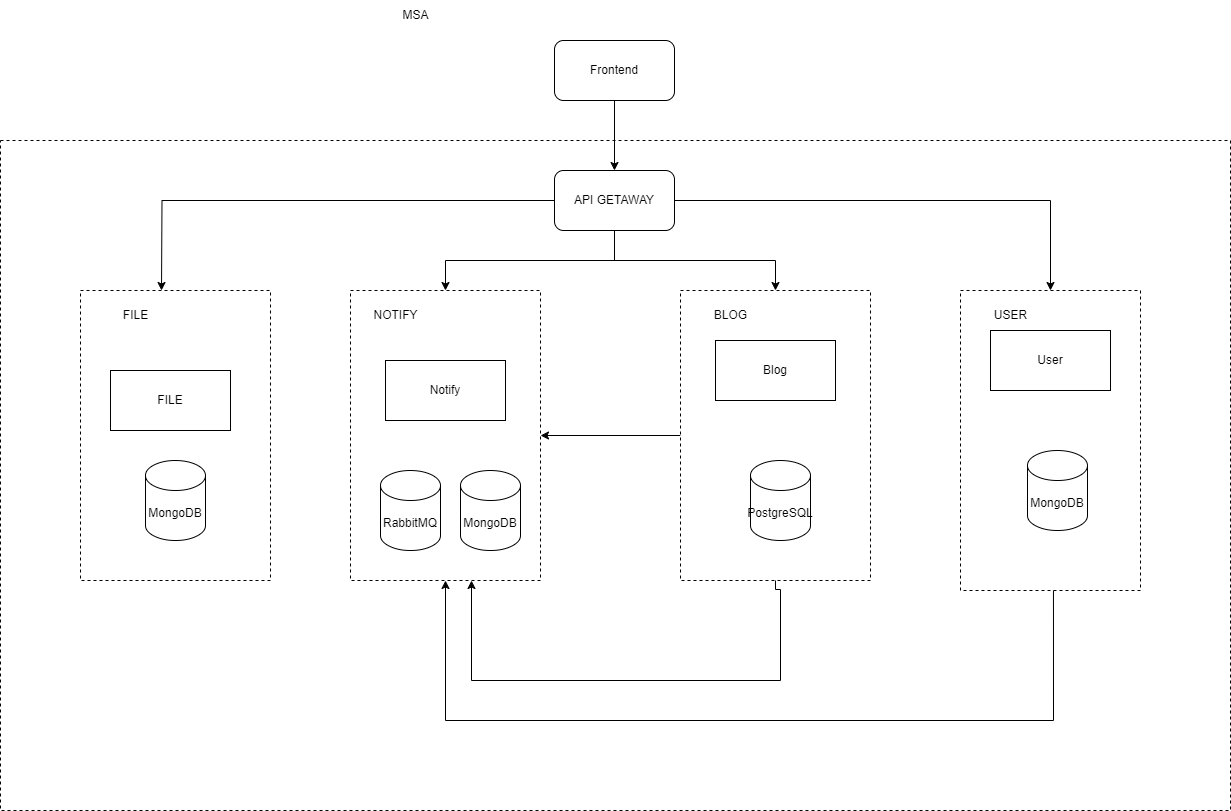 MSA
Frontend
API GETAWAY
FILE
NOTIFY
BLOG
USER
FILE
Notify
Blog
User
MongoDB
RabbitMQ
MongoDB
PostgreSQL
MongoDB